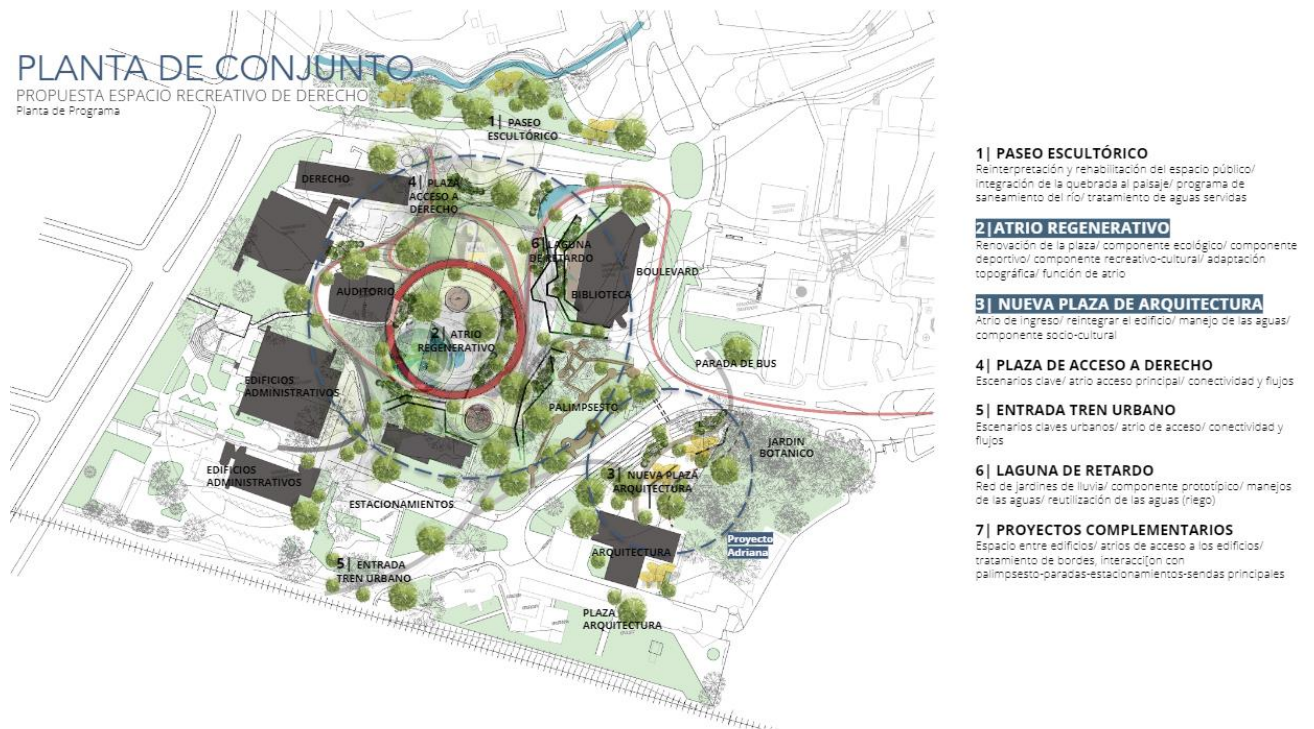 PLANTA DE CONJUNTO
PROPUESTA ESPACIO RECREATIVO DE DERECHO
Planta de Programa
1| PASEO
ESCULTÓRICO
DERECHO
4| PLAZA
ACCESO A
DERECHO
6| LAGUNA
DE RETARDO
BOULEVARD
AUDITORIO
BIBLIOTECA
2| ATRIO
REGENERATIVO
PARADA DE BUS
EDIFICIOS
ADMINISTRATIVOS
PALIMPSESTO
JARDIN
BOTANICO
EDIFICIOS
ADMINISTRATIVOS
3| NUEVA PLAZA
ARQUITECTURA
ESTACIONAMIENTOS
Proyecto
Adriana
ARQUITECTURA
5| ENTRADA
TREN URBANO
PLAZA
ARQUITECTURA
1| PASEO ESCULTÓRICO
Reinterpretación y rehabilitación del espacio público/
integración de la quebrada al paisaje/ programa de
saneamiento del río/ tratamiento de aguas servidas
2|ATRIO REGENERATIVO
Renovación de la plaza/ componente ecológico/ componente
deportivo/ componente recreativo-cultural/ adaptación
topográfica/ función de atrio
3| NUEVA PLAZA DE ARQUITECTURA
Atrio de ingreso/ reintegrar el edificio/ manejo de las aguas/
componente socio-cultural
4| PLAZA DE ACCESO A DERECHO
Escenarios clave/ atrio acceso principal/ conectividad y flujos
5| ENTRADA TREN URBANO
Escenarios claves urbanos/ atrio de acceso/ conectividad y
flujos
6| LAGUNA DE RETARDO
Red de jardines de lluvia/ componente prototípico/ manejos
de las aguas/ reutilización de las aguas (riego)
7| PROYECTOS COMPLEMENTARIOS
Espacio entre edificios/ atrios de acceso a los edificios/
tratamiento de bordes, interacci[on con
palimpsesto-paradas-estacionamientos-sendas principales